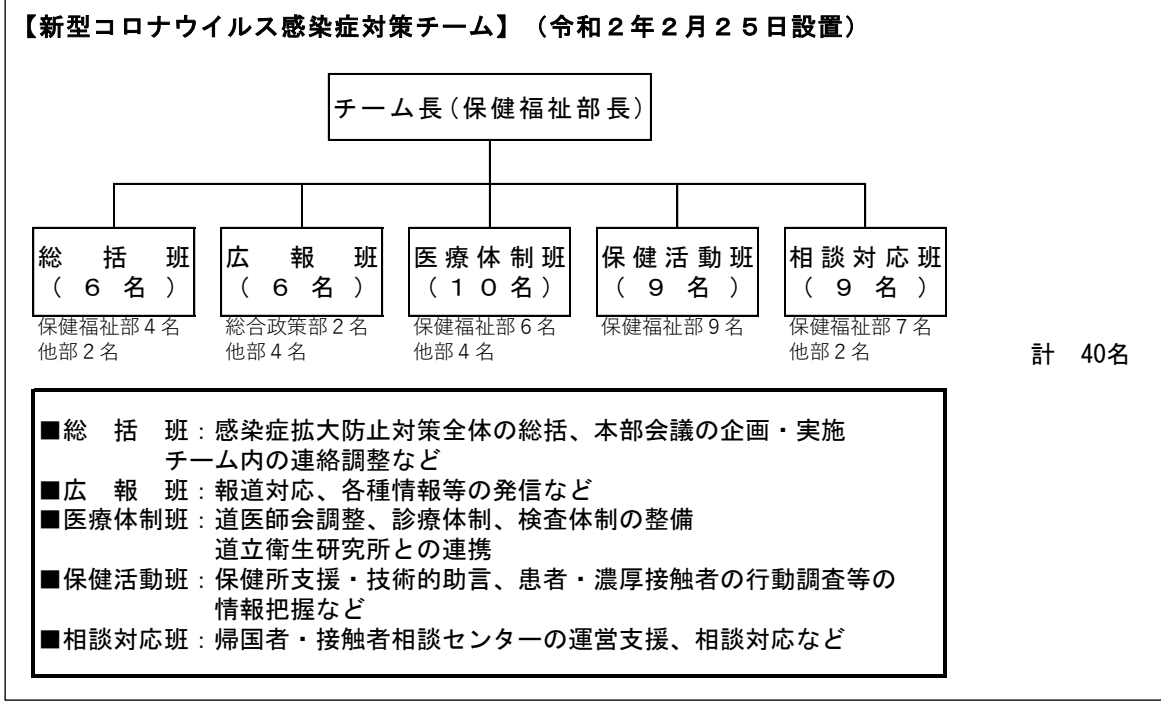 【新型コロナウイルス感染症対策チーム】（令和２年２月２５日設置）
チーム長(保健福祉部長)
総括班
（６名）
保健福祉部４名
他部２名
広報班
（６名）
総合政策部２名
他部４名
医療体制班
（１０名）
保健福祉部６名
他部４名
保健活動班
（９名）
保健福祉部９名
相談対応班
（９名）
保健福祉部７名
他部２名
計　40名
■総　括　班：感染症拡大防止対策全体の総括、本部会議の企画・実施
チーム内の連絡調整など
■広　報　班：報道対応、各種情報等の発信など
■医療体制班：道医師会調整、診療体制、検査体制の整備
道立衛生研究所との連携
■保健活動班：保健所支援・技術的助言、患者・濃厚接触者の行動調査等の
情報把握など
■相談対応班：帰国者・接触者相談センターの運営支援、相談対応など